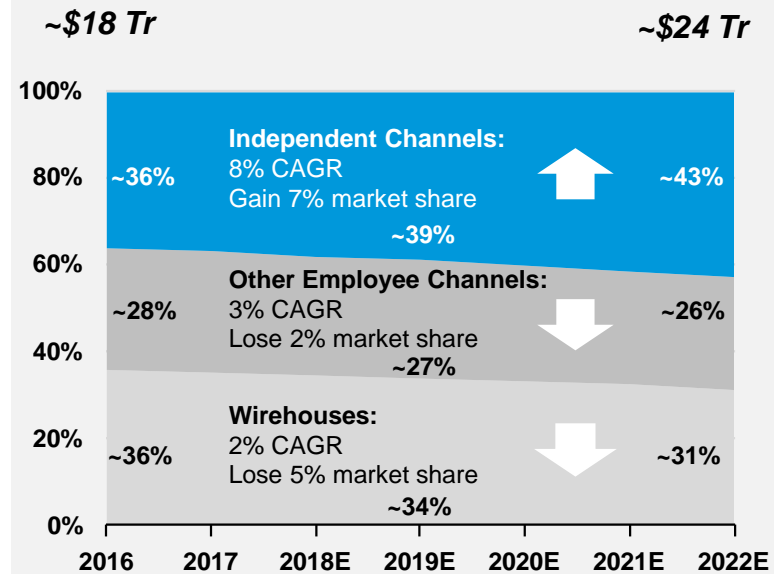 ~$18 Tr
~$24 Tr
100%
80%
60%
40%
20%
0%
Independent Channels:
8% CAGR
Gain 7% market share
~36%
~39%
~43%
Other Employee Channels:
3% CAGR
Lose 2% market share
~28%
~27%
~26%
Wirehouses:
2% CAGR
Lose 5% market share
~36%
~34%
~31%
2016 2017 2018E 2019E 2020E 2021E 2022E